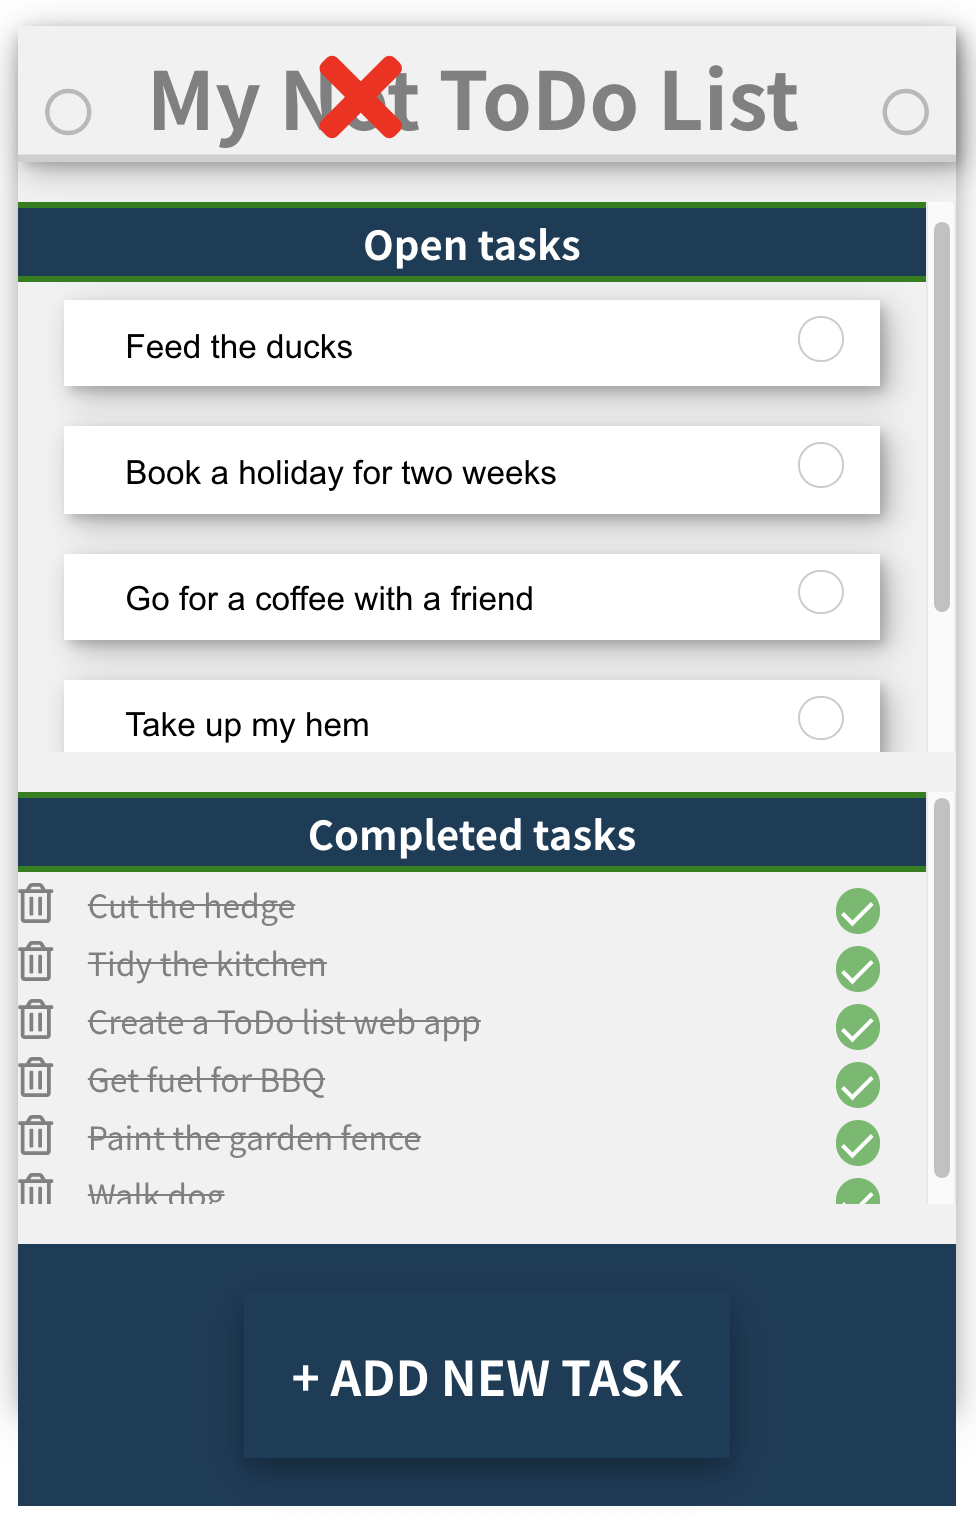 My Not ToDo List
Open tasks
Feed the ducks
Book a holiday for two weeks
Go for a coffee with a friend
Take up my hem
Completed tasks
Cut the hedge
Tidy the kitchen
Create a ToDo list web app
Get fuel for BBQ
Paint the garden fence
Walk dog
+ ADD NEW TASK